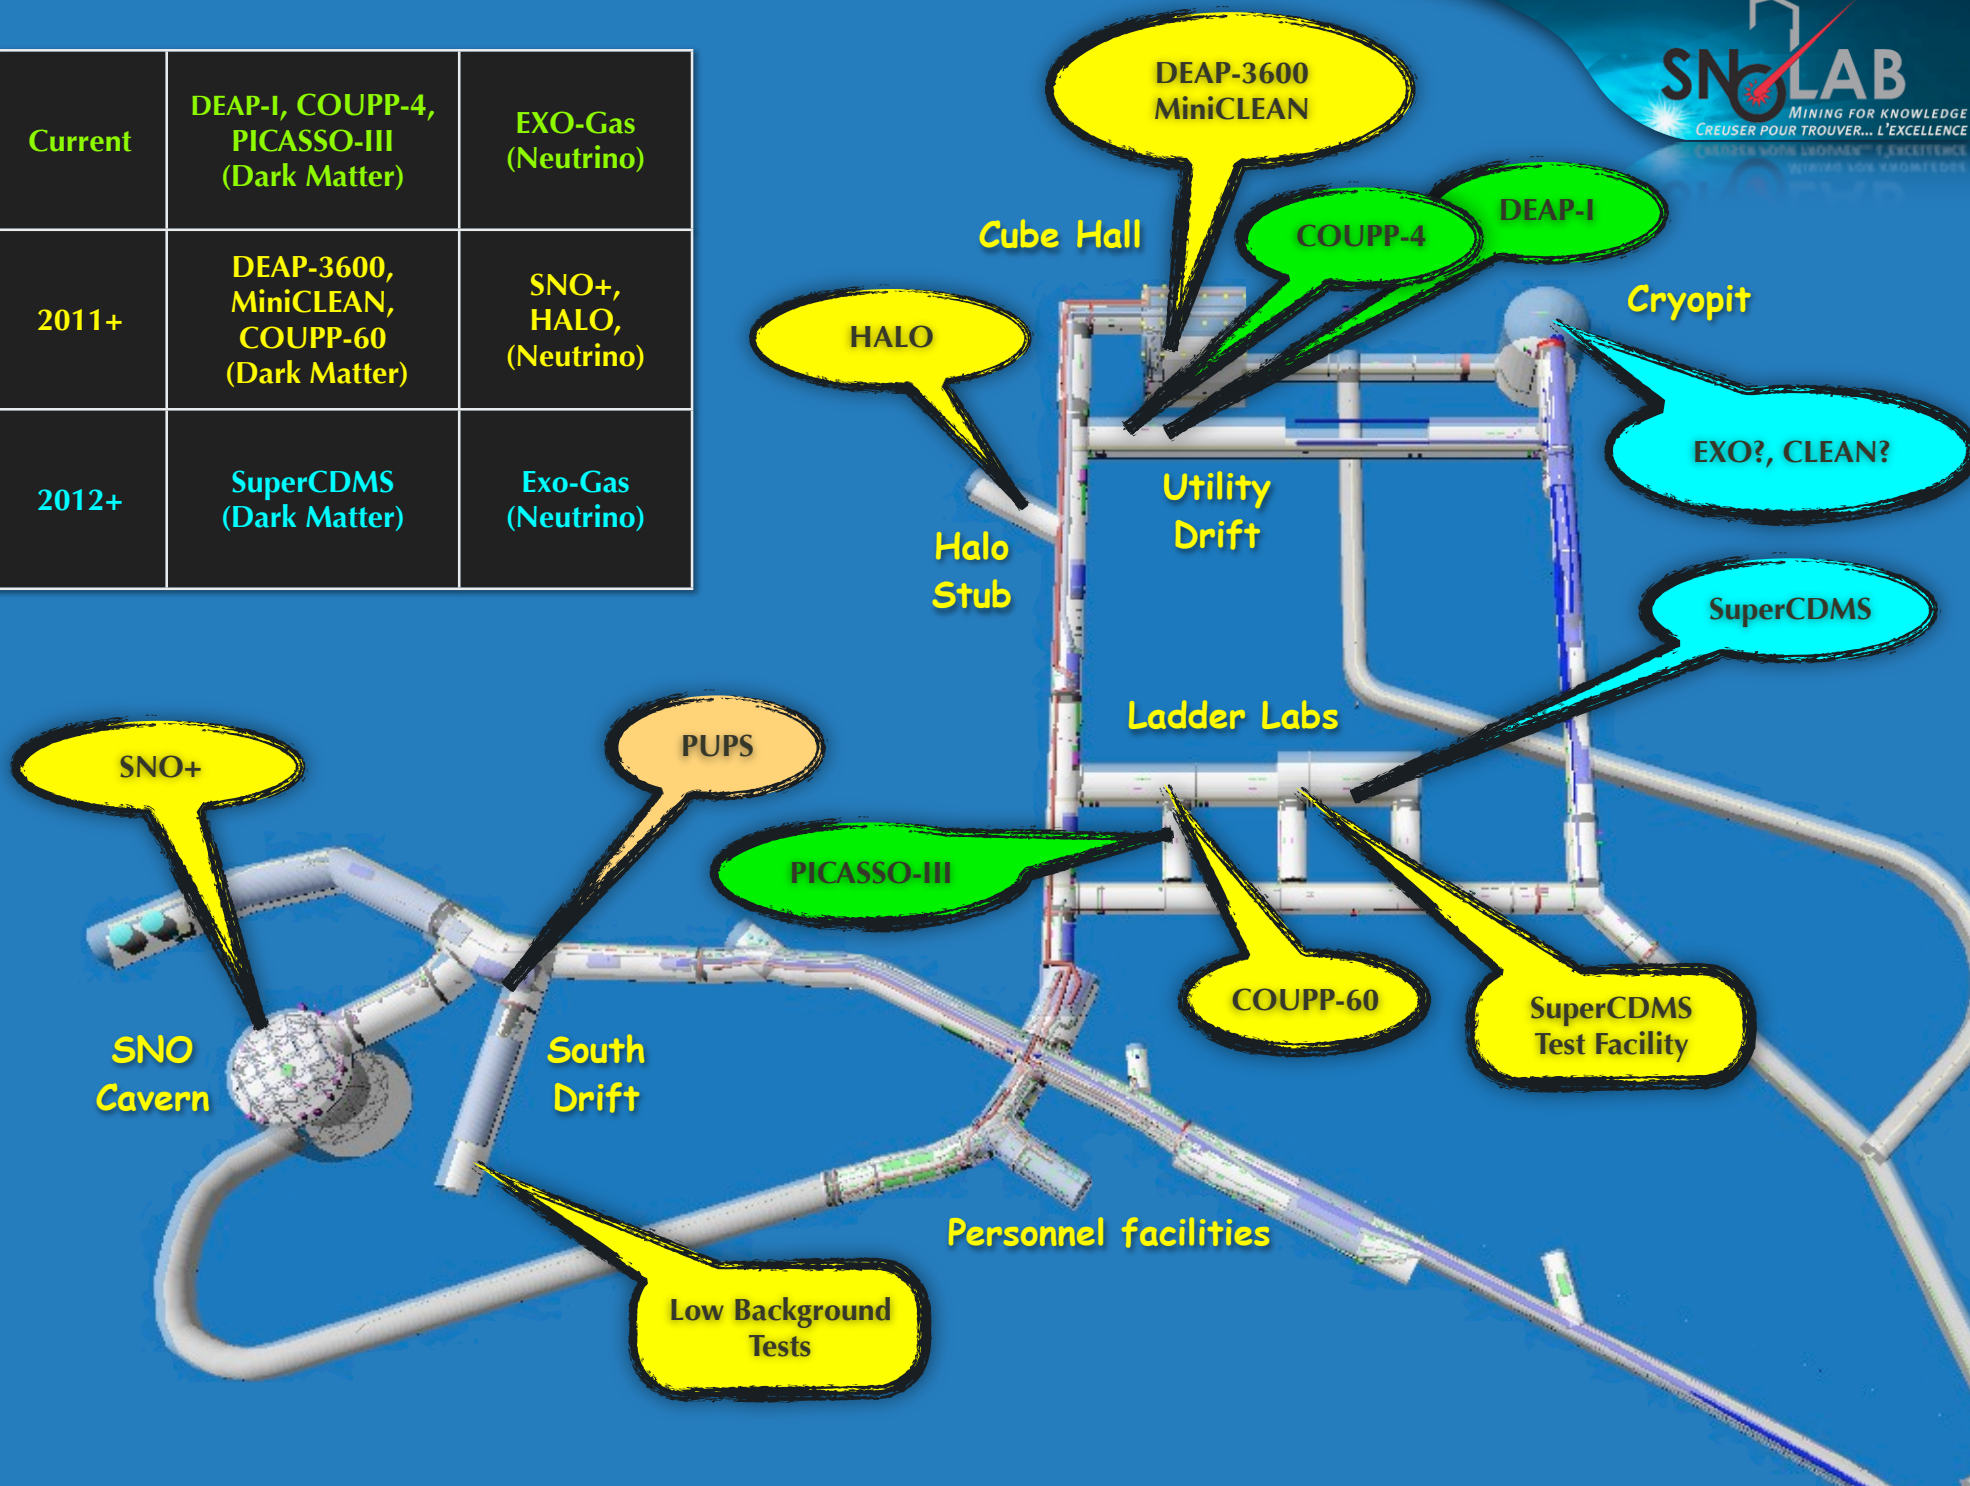 SNOLAB
MINING FOR KNOWLEDGE
CREUSER POUR TROUVER... L'EXCELLENCE
Current
DEAP-I, COUPP-4,
PICASSO-III
(Dark Matter)
EXO-Gas
(Neutrino)
2011+
DEAP-3600,
MiniCLEAN,
COUPP-60
(Dark Matter)
SNO+,
HALO,
(Neutrino)
2012+
SuperCDMS
(Dark Matter)
Exo-Gas
(Neutrino)
DEAP-3600
MiniCLEAN
DEAP-I
COUPP-4
Cube Hall
HALO
Cryopit
EXO?, CLEAN?
Utility
Drift
Halo
Stub
SuperCDMS
Ladder Labs
PUPS
SNO+
PICASSO-III
COUPP-60
SuperCDMS
Test Facility
SNO
Cavern
South
Drift
Personnel facilities
Low Background
Tests